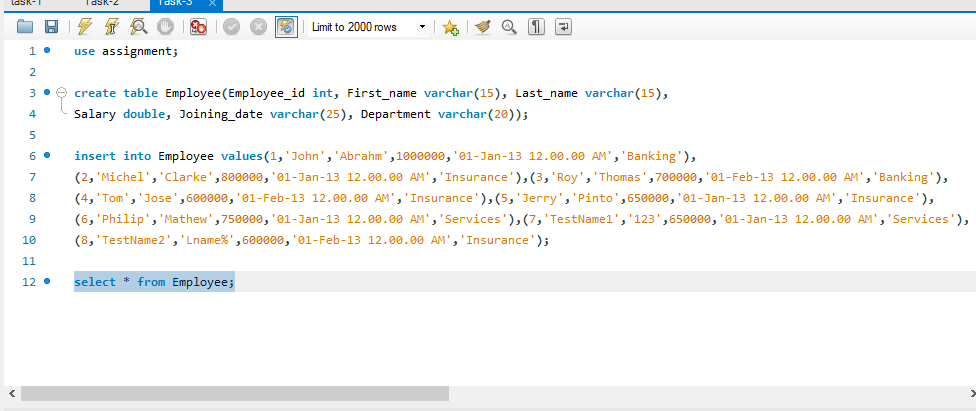 task-1 Task-2 Task-3
Limit to 2000 rows
1 use assignment;
2
3 create table Employee(Employee_id int, First_name varchar(15), Last_name varchar(15),
4 Salary double, Joining_date varchar(25), Department varchar(20));
5
6 insert into Employee values(1,'John','Abrahm',1000000,'01-Jan-13 12.00.00 AM','Banking'),
7 (2,'Michel','Clarke',800000,'01-Jan-13 12.00.00 AM','Insurance'),(3,'Roy','Thomas',700000,'01-Feb-13 12.00.00 AM','Banking'),
8 (4,'Tom','Jose',600000,'01-Feb-13 12.00.00 AM','Insurance'),(5,'Jerry','Pinto',650000,'01-Jan-13 12.00.00 AM','Insurance'),
9 (6,'Philip','Mathew',750000,'01-Jan-13 12.00.00 AM','Services'),(7,'TestName1','123',650000,'01-Jan-13 12.00.00 AM','Services'),
10 (8,'TestName2','Lname%',600000,'01-Feb-13 12.00.00 AM','Insurance');
11
12 select * from Employee;